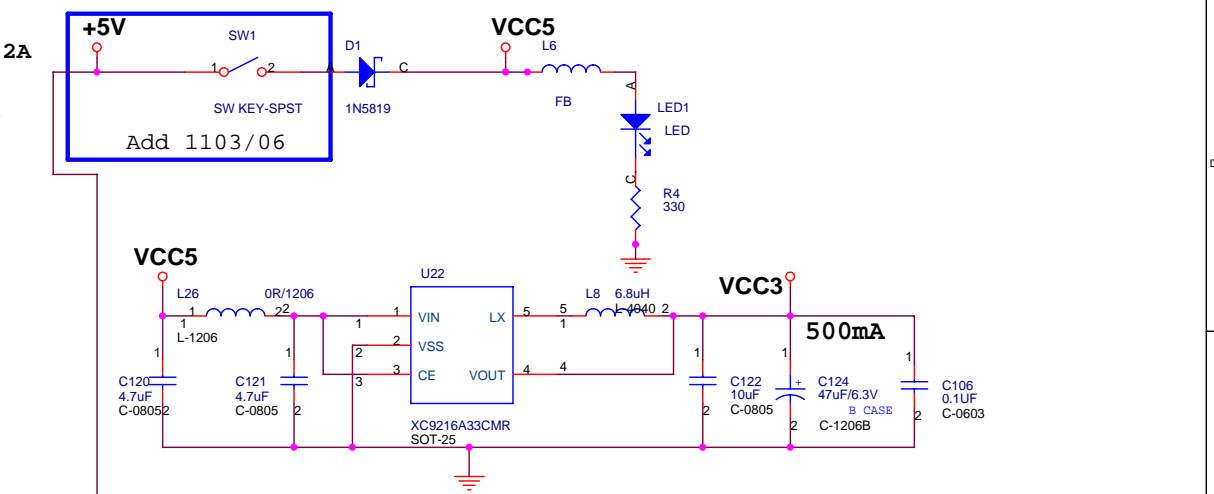 +5V
2A
SW1
1
2
SW KEY-SPST
Add 1103/06
A
D1
C
1N5819
VCC5
L6
FB
A
LED1
LED
C
R4
330
D
VCC5
L26
0R/1206
1
1
2
2
L-1206
C120
4.7uF
C-0805
1
2
C121
4.7uF
C-0805
1
2
U22
1
1
VIN
2
2
VSS
3
3
CE
LX
5
5
VOUT
4
4
XC9216A33CMR
SOT-25
L8
6.8uH
1
L-4040
2
VCC3
500mA
1
C122
10uF
C-0805
2
1
+
C124
47uF/6.3V
B CASE
C-1206B
2
1
C106
0.1UF
C-0603
2